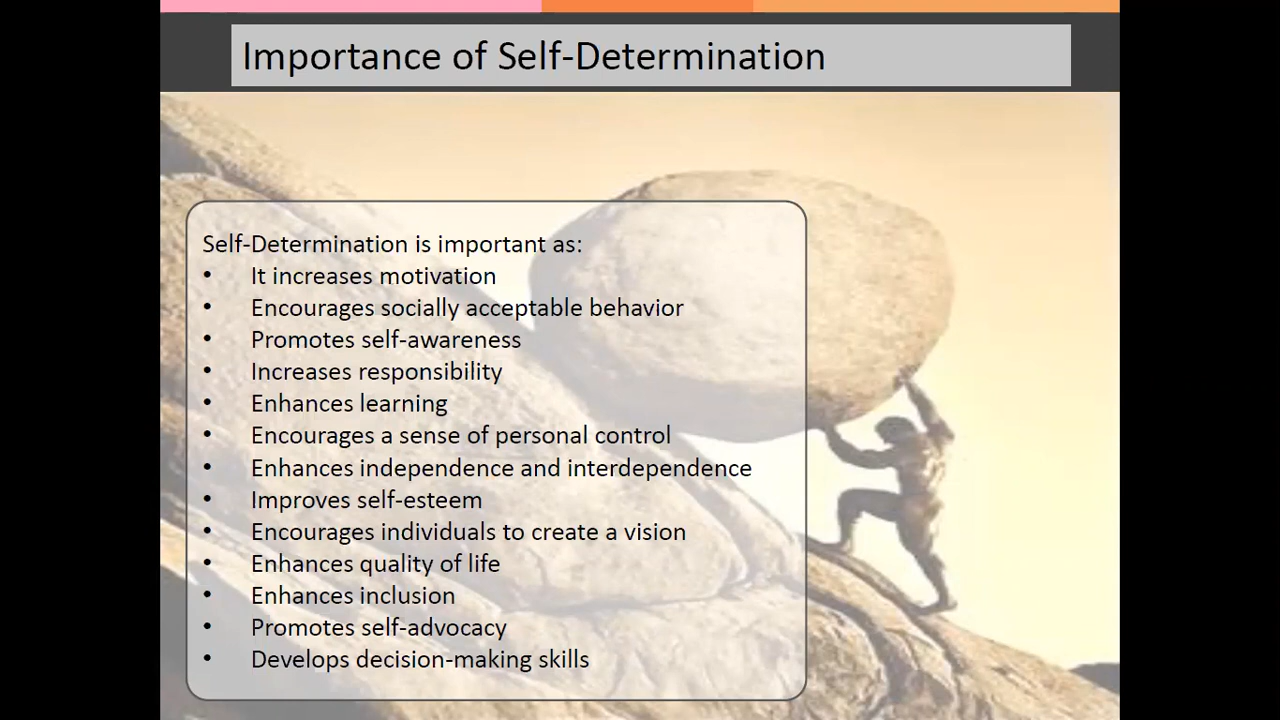 Importance of Self-Determination
Self-Determination is important as:
• It increases motivation
• Encourages socially acceptable behavior
• Promotes self-awareness
• Increases responsibility
• Enhances learning
• Encourages a sense of personal control
• Enhances independence and interdependence
• Improves self-esteem
• Encourages individuals to create a vision
• Enhances quality of life
• Enhances inclusion
• Promotes self-advocacy
• Develops decision-making skills